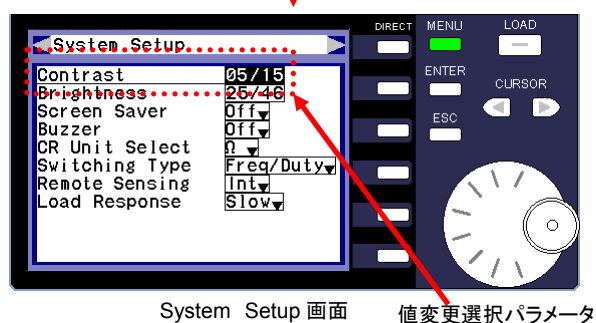 System Setup
Contrast 05/15
Brightness 25/46
Screen Saver Off
Buzzer Off
CR Unit Select Ω
Switching Type Freq/Duty
Remote Sensing Int
Load Response Slow
DIRECT
MENU
LOAD
ENTER
CURSOR
ESC
System Setup 画面
値変更選択パラメータ